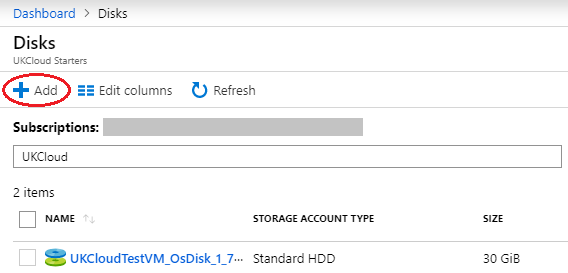 Dashboard > Disks
Disks
UKCloud Starters
Add Edit columns Refresh
Subscriptions:
UKCloud
2 items
NAME ↑↓ STORAGE ACCOUNT TYPE SIZE
UKCloudTestVM_OsDisk_1_7··· Standard HDD 30 GiB